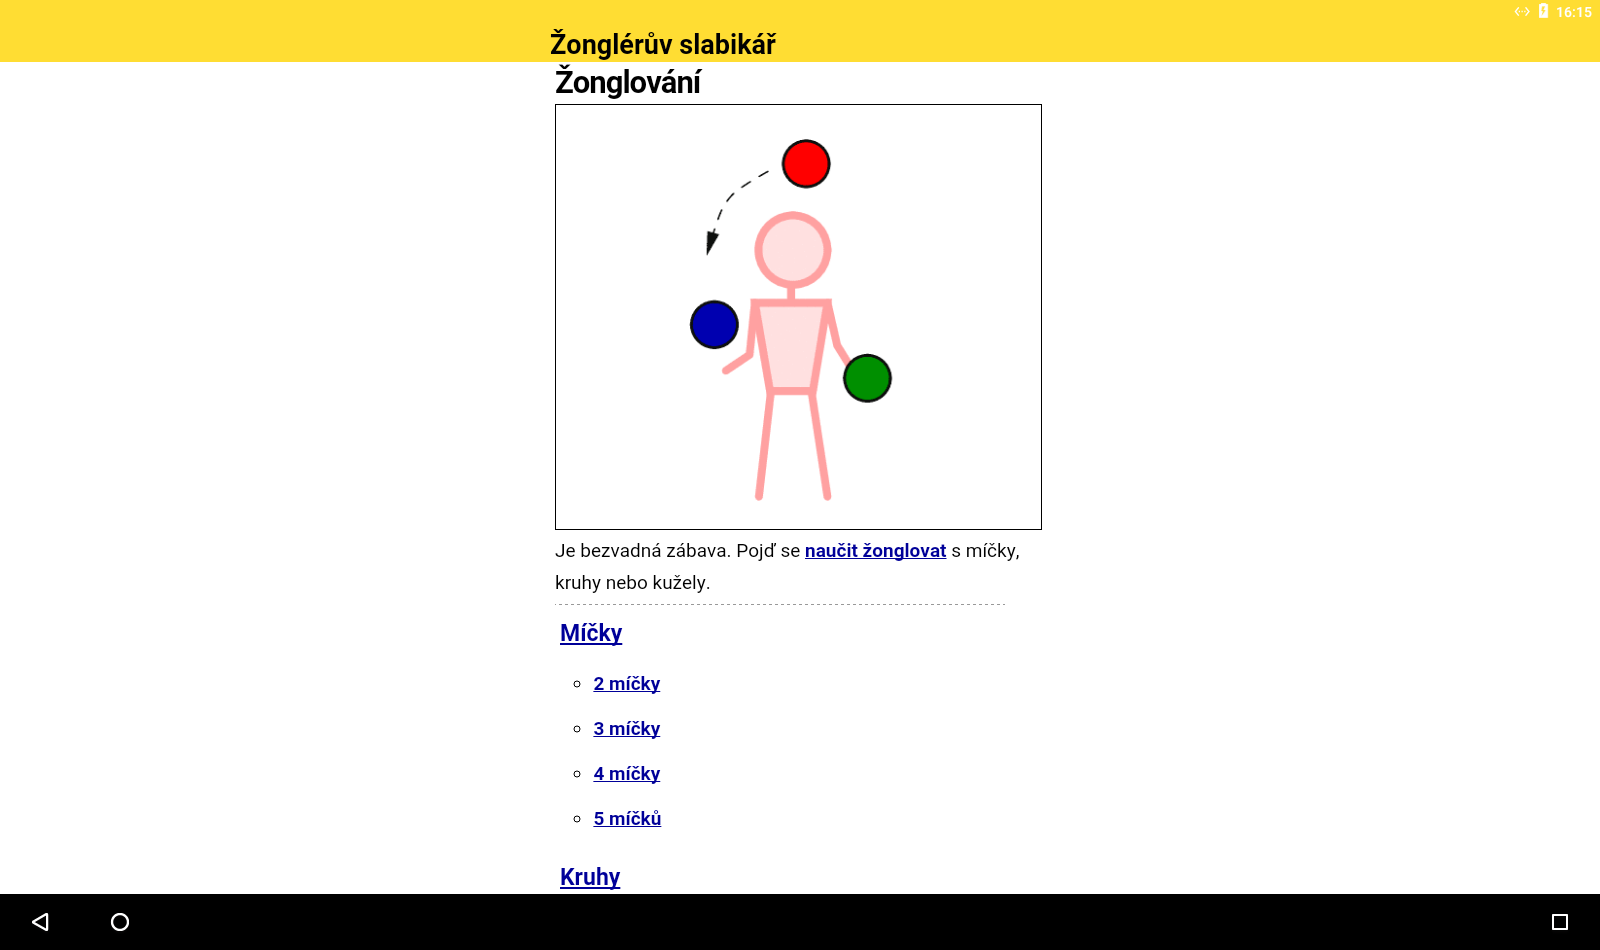 16:15
Žonglérův slabikář
Žonglování
Je bezvadná zábava. Pojď se naučit žonglovat s míčky,
kruhy nebo kužely.
Míčky
2 míčky
3 míčky
4 míčky
5 míčků
Kruhy